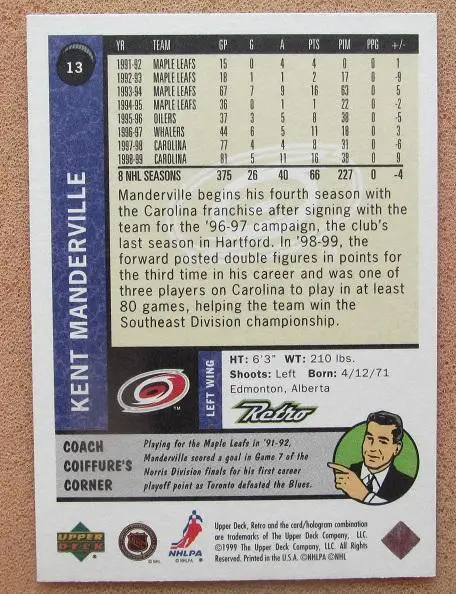 13
KENT MANDERVILLE
YR TEAM GP G A PTS PIM PPG +/-
1991-92 MAPLE LEAFS 15 0 4 4 0 0 1
1992-93 MAPLE LEAFS 18 1 1 2 17 0 -9
1993-94 MAPLE LEAFS 67 7 9 16 63 0 5
1994-95 MAPLE LEAFS 36 0 1 1 22 0 -2
1995-96 OILERS 37 3 5 8 38 0 -5
1996-97 WHALERS 44 6 5 11 18 0 3
1997-98 CAROLINA 77 4 4 8 31 0 -6
1998-99 CAROLINA 81 5 11 16 38 0 9
8 NHL SEASONS 375 26 40 66 227 0 -4
Manderville begins his fourth season with
the Carolina franchise after signing with the
team for the '96-97 campaign, the club's
last season in Hartford. In '98-99, the
forward posted double figures in points for
the third time in his career and was one of
three players on Carolina to play in at least
80 games, helping the team win the
Southeast Division championship.
LEFT WING
HT: 6'3" WT: 210 lbs.
Shoots: Left Born: 4/12/71
Edmonton, Alberta
TM
Retro
COACH
COIFFURE'S
CORNER
Playing for the Maple Leafs in '91-92,
Manderville scored a goal in Game 7 of the
Norris Division finals for his first career
playoff point as Toronto defeated the Blues.
UPPER
DECK
©NHL
NHLPA
©NHLPA
Upper Deck, Retro and the card/hologram combination
are trademarks of The Upper Deck Company, LLC.
©1999 The Upper Deck Company, LLC. All Rights
Reserved. Printed in the U.S.A. ©NHLPA ©NHL